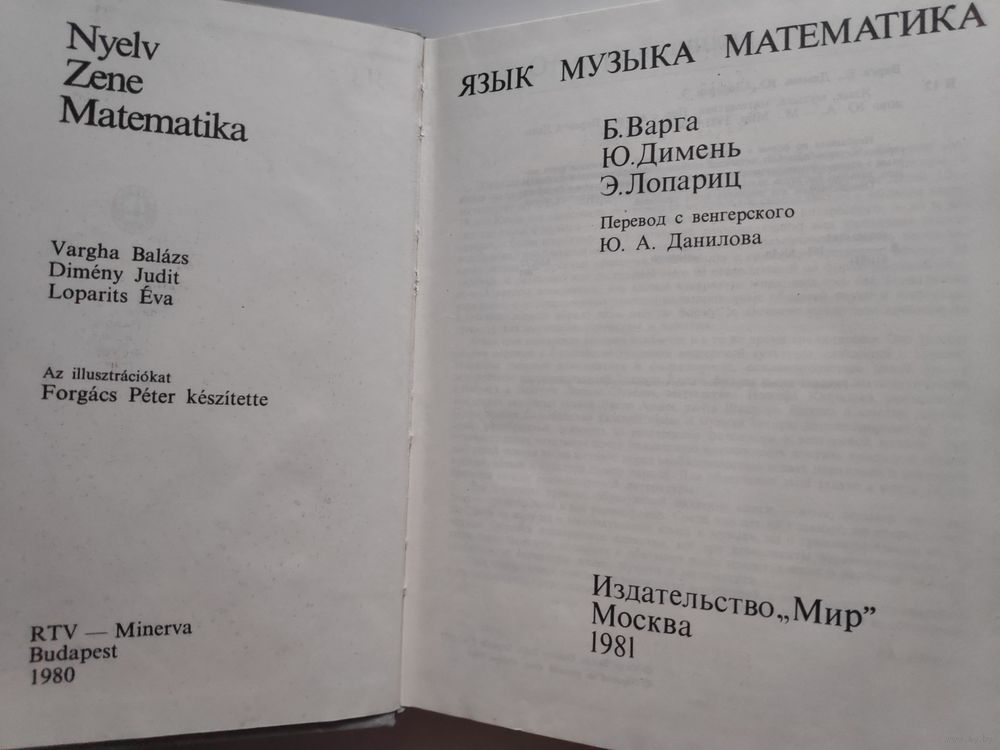 Nyelv
Zene
Matematika
Vargha Balázs
Dimény Judit
Loparits Éva
Az illusztrációkat
Forgács Péter készítette
RTV — Minerva
Budapest
1980
ЯЗЫК МУЗЫКА МАТЕМАТИКА
Б.Варга
Ю.Димень
Э.Лопариц
Перевод с венгерского
Ю. А. Данилова
Издательство „Мир”
Москва
1981